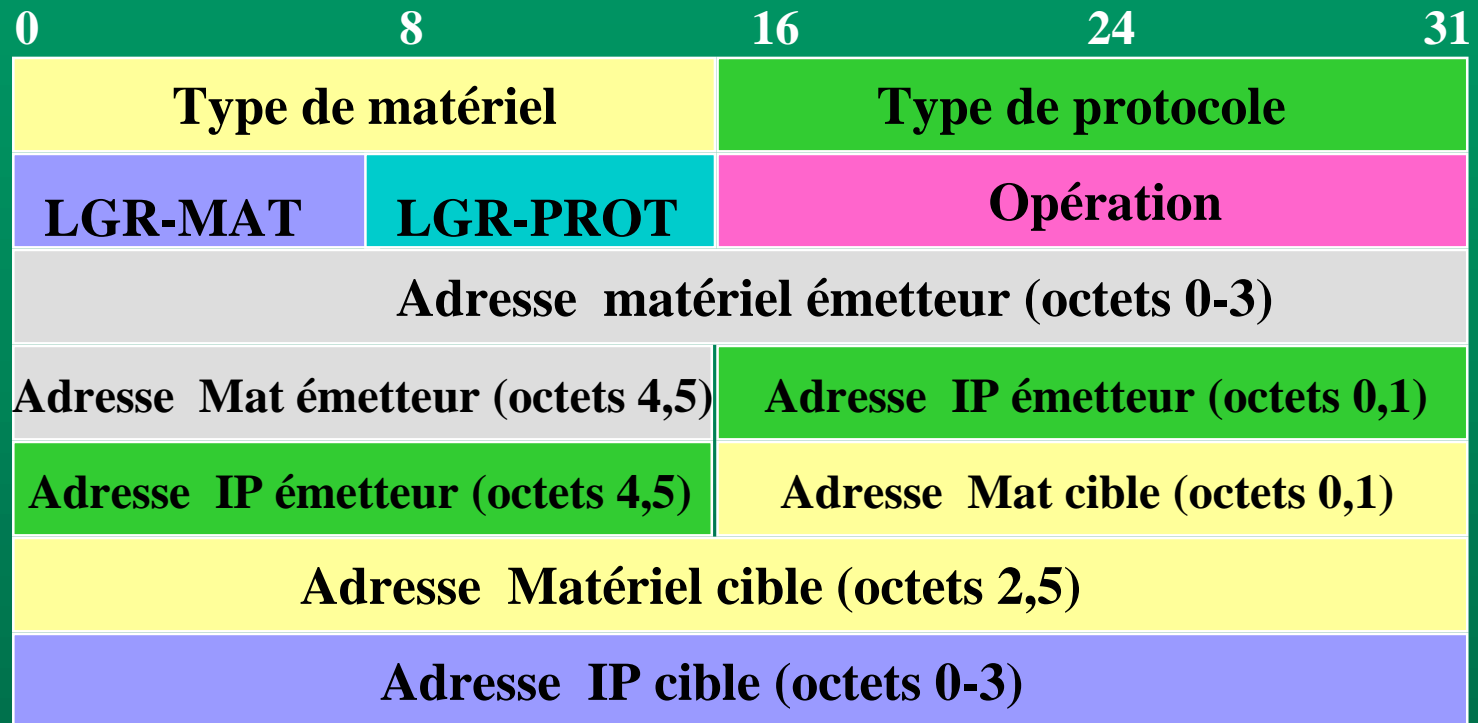 0 8 16 24 31
Type de matériel Type de protocole
LGR-MAT LGR-PROT Opération
Adresse matériel émetteur (octets 0-3)
Adresse Mat émetteur (octets 4,5) Adresse IP émetteur (octets 0,1)
Adresse IP émetteur (octets 4,5) Adresse Mat cible (octets 0,1)
Adresse Matériel cible (octets 2,5)
Adresse IP cible (octets 0-3)